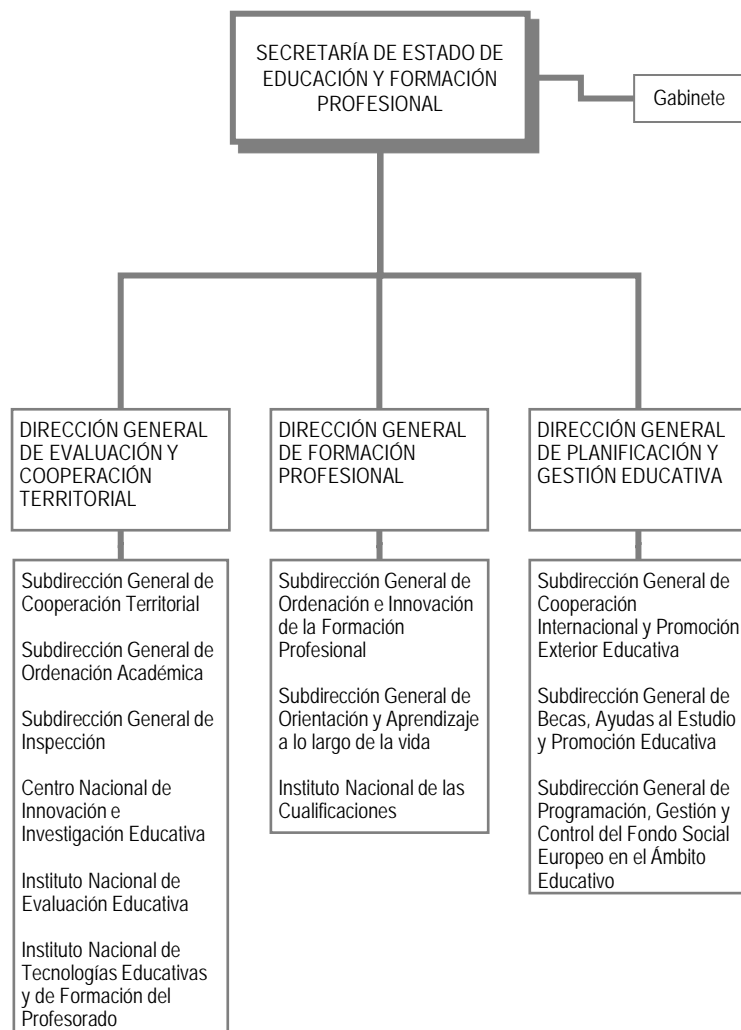 SECRETARÍA DE ESTADO DE
EDUCACIÓN Y FORMACIÓN
PROFESIONAL
Gabinete
DIRECCIÓN GENERAL
DE EVALUACIÓN Y
COOPERACIÓN
TERRITORIAL
Subdirección General de
Cooperación Territorial
Subdirección General de
Ordenación Académica
Subdirección General de
Inspección
Centro Nacional de
Innovación e
Investigación Educativa
Instituto Nacional de
Evaluación Educativa
Instituto Nacional de
Tecnologías Educativas
y de Formación del
Profesorado
DIRECCIÓN GENERAL
DE FORMACIÓN
PROFESIONAL
Subdirección General de
Ordenación e Innovación
de la Formación
Profesional
Subdirección General de
Orientación y Aprendizaje
a lo largo de la vida
Instituto Nacional de las
Cualificaciones
DIRECCIÓN GENERAL
DE PLANIFICACIÓN Y
GESTIÓN EDUCATIVA
Subdirección General de
Cooperación
Internacional y Promoción
Exterior Educativa
Subdirección General de
Becas, Ayudas al Estudio
y Promoción Educativa
Subdirección General de
Programación, Gestión y
Control del Fondo Social
Europeo en el Ámbito
Educativo